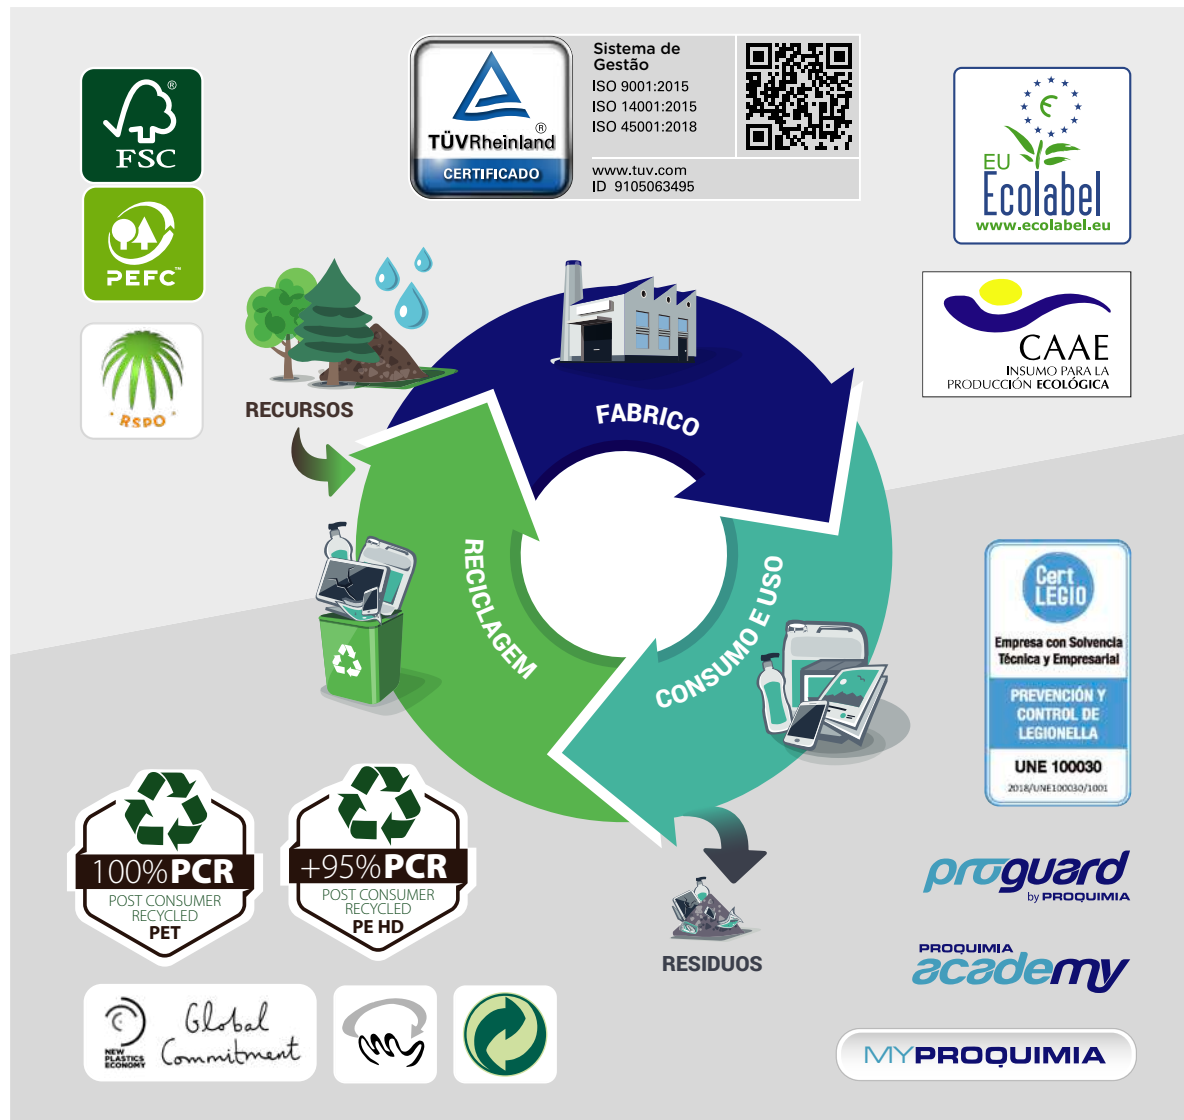 FSC
®
PEFC™
RSPO
TÜVRheinland®
CERTIFICADO
Sistema de
Gestão
ISO 9001:2015
ISO 14001:2015
ISO 45001:2018
www.tuv.com
ID 9105063495
EU
Ecolabel
www.ecolabel.eu
CAAE
INSUMO PARA LA
PRODUCCIÓN ECOLÓGICA
RECURSOS
FABRICO
RECICLAGEM
CONSUMO E USO
RESIDUOS
Cert
LEGIO
Empresa con Solvencia
Técnica y Empresarial
PREVENCIÓN Y
CONTROL DE
LEGIONELLA
UNE 100030
2018/UNE100030/1001
100% PCR
POST CONSUMER
RECYCLED
PET
+95% PCR
POST CONSUMER
RECYCLED
PE HD
proguard
by PROQUIMIA
PROQUIMIA
academy
NEW
PLASTICS
ECONOMY
Global
Commitment
MYPROQUIMIA